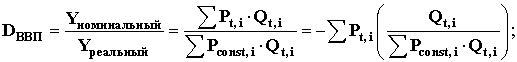 D_ВВП = Y_номинальный / Y_реальный = ∑P_t,i · Q_t,i / ∑P_const,i · Q_t,i = −∑P_t,i (Q_t,i / ∑P_const,i · Q_t,i);